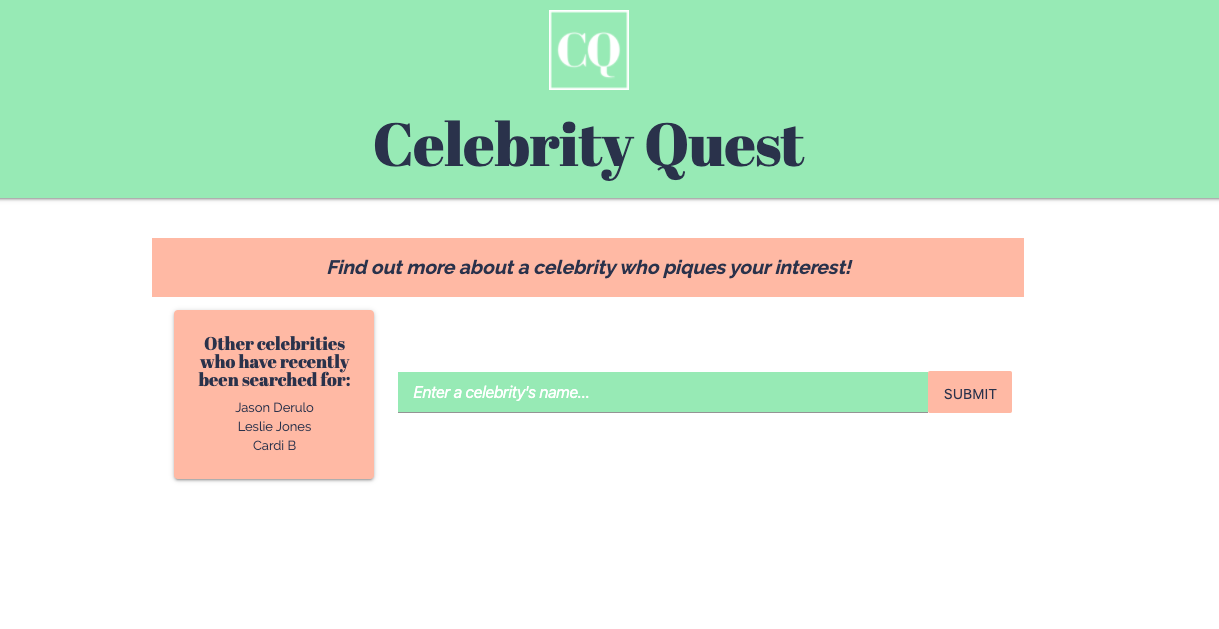 CQ
Celebrity Quest
Find out more about a celebrity who piques your interest!
Other celebrities
who have recently
been searched for:
Jason Derulo
Leslie Jones
Cardi B
Enter a celebrity's name...
SUBMIT